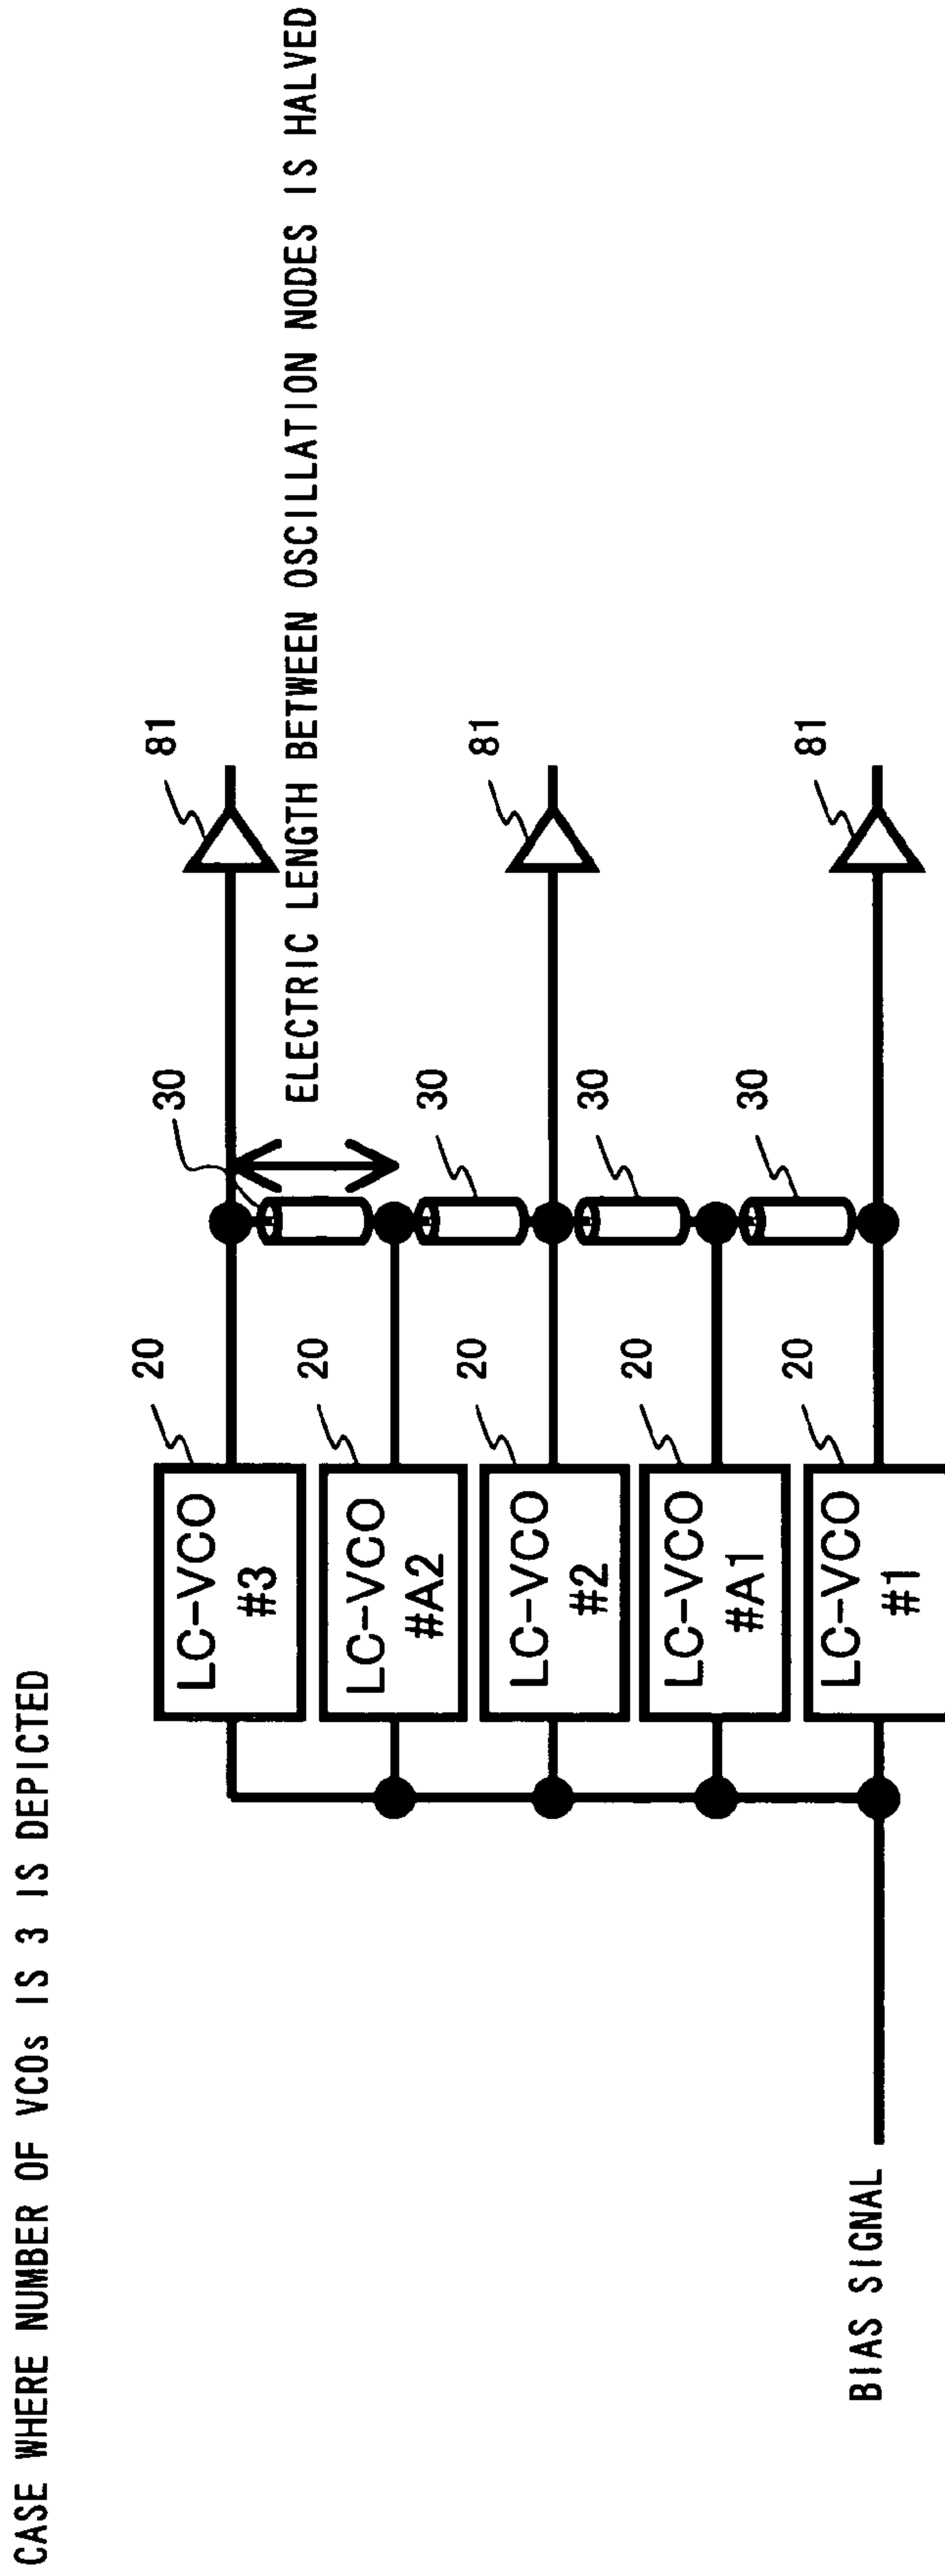 CASE WHERE NUMBER OF VCOs IS 3 IS DEPICTED
81
81
81
ELECTRIC LENGTH BETWEEN OSCILLATION NODES IS HALVED
30
30
30
30
20
20
20
20
20
LC-VCO
#3
LC-VCO
#A2
LC-VCO
#2
LC-VCO
#A1
LC-VCO
#1
BIAS SIGNAL